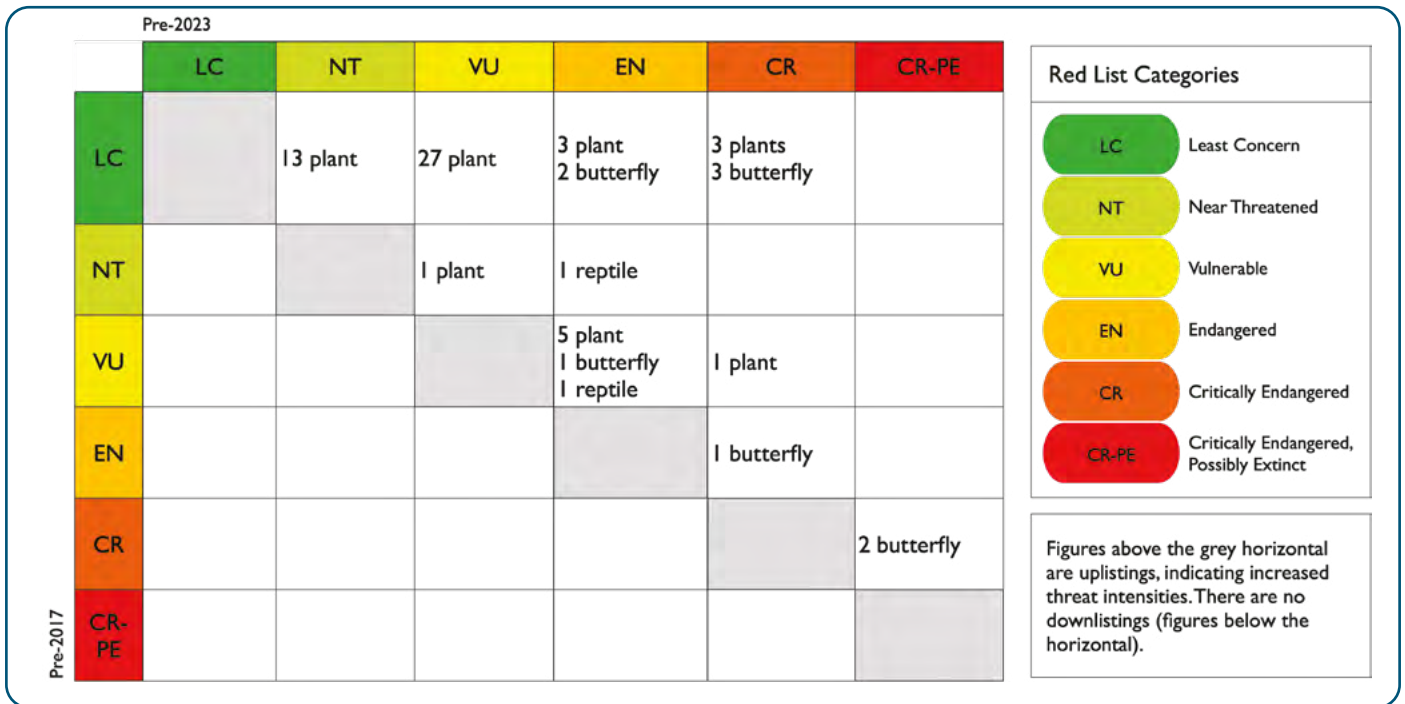 Pre-2023
LC NT VU EN CR CR-PE
LC
13 plant
27 plant
3 plant
2 butterfly
3 plants
3 butterfly
NT
1 plant
1 reptile
VU
5 plant
1 butterfly
1 reptile
1 plant
EN
1 butterfly
CR
2 butterfly
CR-
PE
Pre-2017
Red List Categories
LC Least Concern
NT Near Threatened
VU Vulnerable
EN Endangered
CR Critically Endangered
CR-PE Critically Endangered,
Possibly Extinct
Figures above the grey horizontal
are uplistings, indicating increased
threat intensities. There are no
downlistings (figures below the
horizontal).